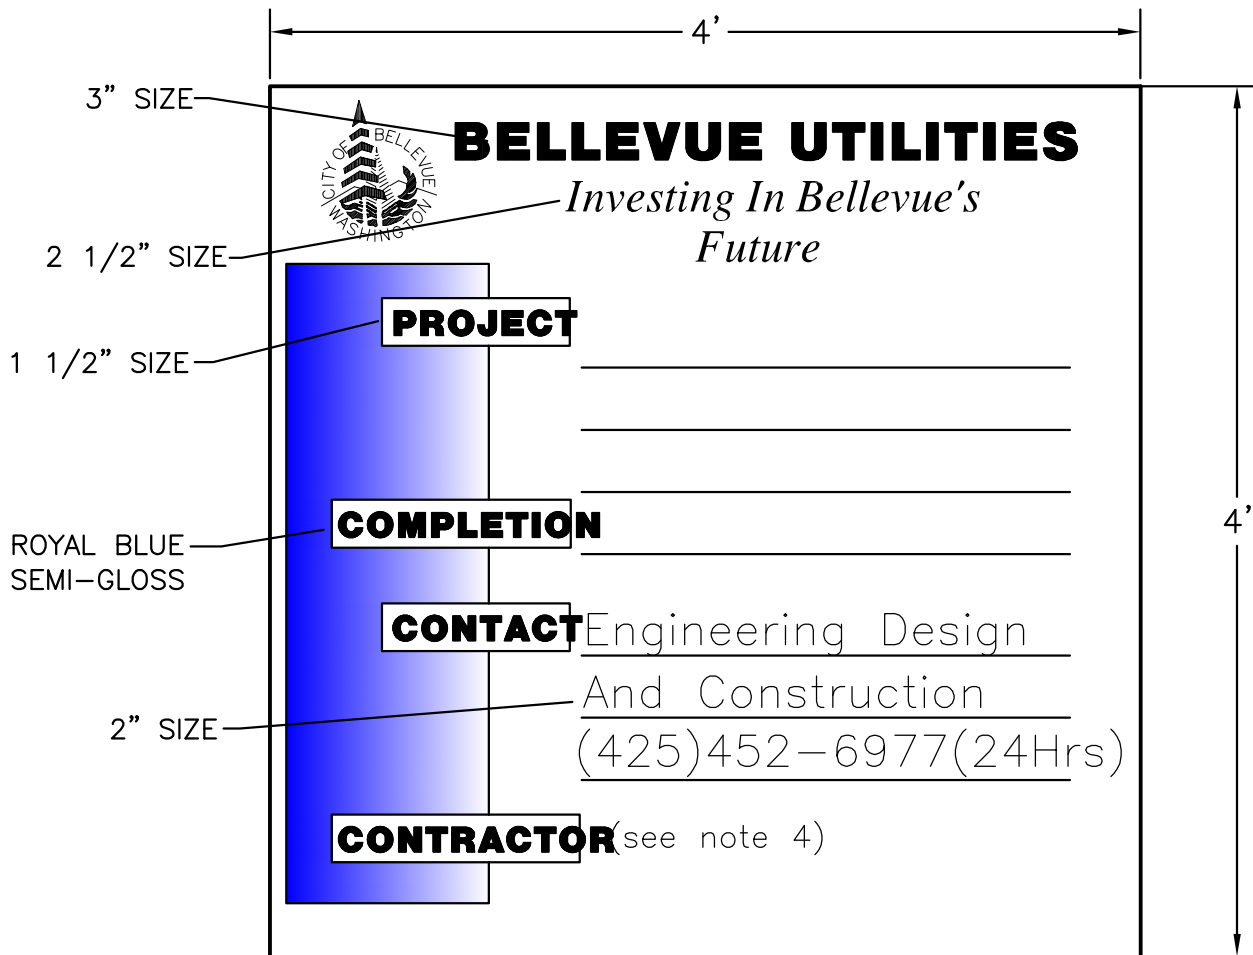 4'
3" SIZE
CITY OF BELLEVUE
WASHINGTON
BELLEVUE UTILITIES
Investing In Bellevue's
Future
2 1/2" SIZE
PROJECT
1 1/2" SIZE
4'
COMPLETION
ROYAL BLUE
SEMI-GLOSS
CONTACT
Engineering Design
And Construction
2" SIZE
(425)452-6977(24Hrs)
CONTRACTOR (see note 4)